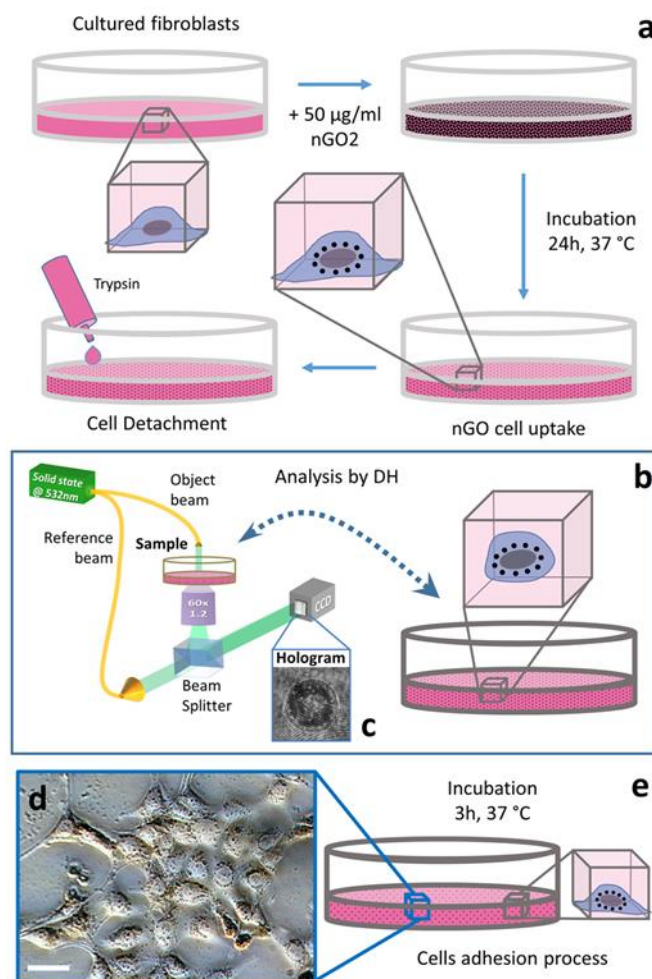 Cultured fibroblasts
a
+ 50 µg/ml
nGO2
Incubation
24h, 37 °C
Trypsin
Cell Detachment
nGO cell uptake
b
Solid state
@ 532nm
Object
beam
Analysis by DH
Reference
beam
Sample
60x
1.2
CCD
Hologram
Beam
Splitter
c
d
Incubation
3h, 37 °C
e
Cells adhesion process